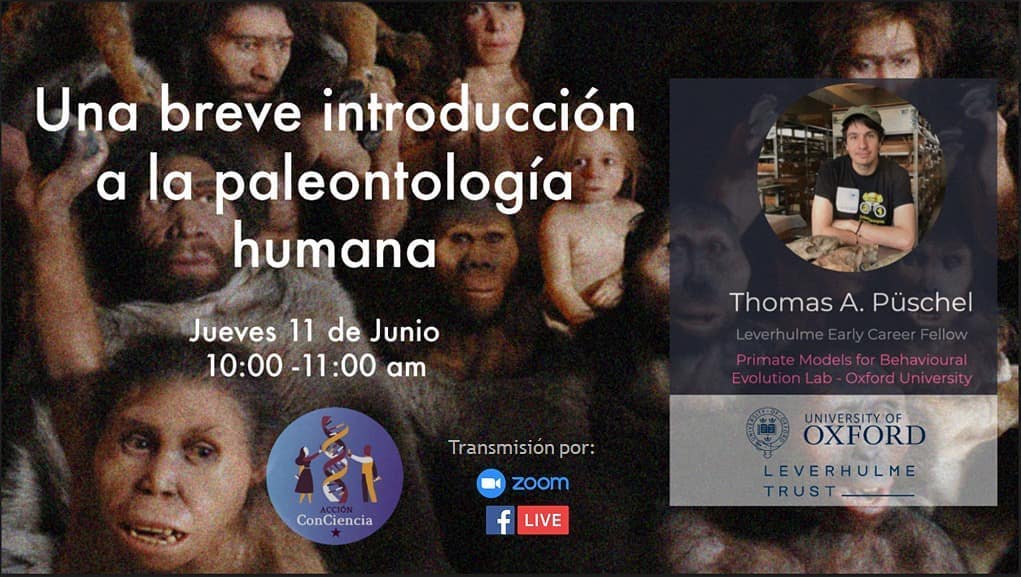 Una breve introducción
a la paleontología
humana
Jueves 11 de Junio
10:00 -11:00 am
ACCIÓN
ConCiencia
Transmisión por:
zoom
f LIVE
Thomas A. Püschel
Leverhulme Early Career Fellow
Primate Models for Behavioural
Evolution Lab - Oxford University
UNIVERSITY OF
OXFORD
LEVERHULME
TRUST